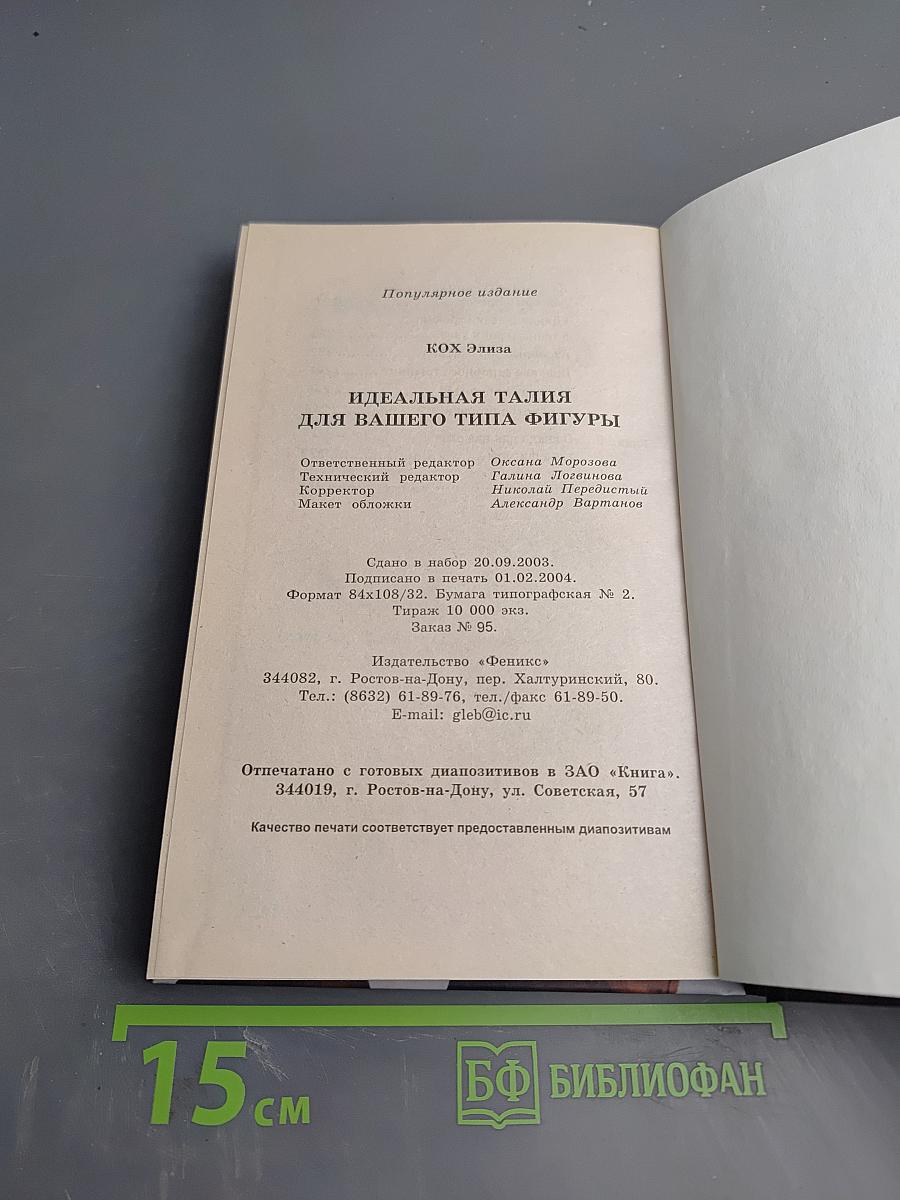 Популярное издание
КОХ Элиза
ИДЕАЛЬНАЯ ТАЛИЯ
ДЛЯ ВАШЕГО ТИПА ФИГУРЫ
Ответственный редактор Оксана Морозова
Технический редактор Галина Логвинова
Корректор Николай Передистый
Макет обложки Александр Вартанов
Сдано в набор 20.09.2003.
Подписано в печать 01.02.2004.
Формат 84x108/32. Бумага типографская № 2.
Тираж 10 000 экз.
Заказ № 95.
Издательство «Феникс»
344082, г. Ростов-на-Дону, пер. Халтуринский, 80.
Тел.: (8632) 61-89-76, тел./факс 61-89-50.
E-mail: gleb@ic.ru
Отпечатано с готовых диапозитивов в ЗАО «Книга».
344019, г. Ростов-на-Дону, ул. Советская, 57
Качество печати соответствует предоставленным диапозитивам
15 см
БФ БИБЛИОФАН